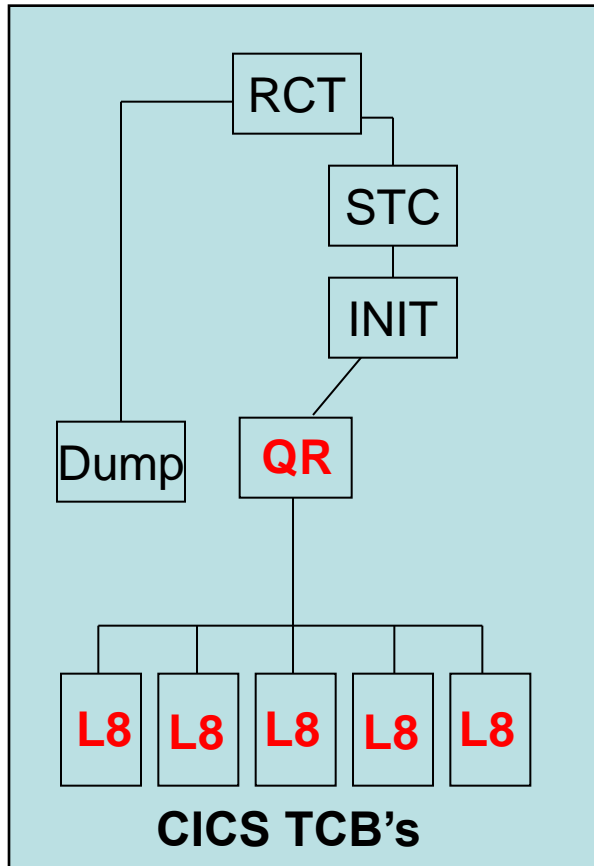 RCT
STC
INIT
Dump
QR
L8 L8 L8 L8 L8
CICS TCB's